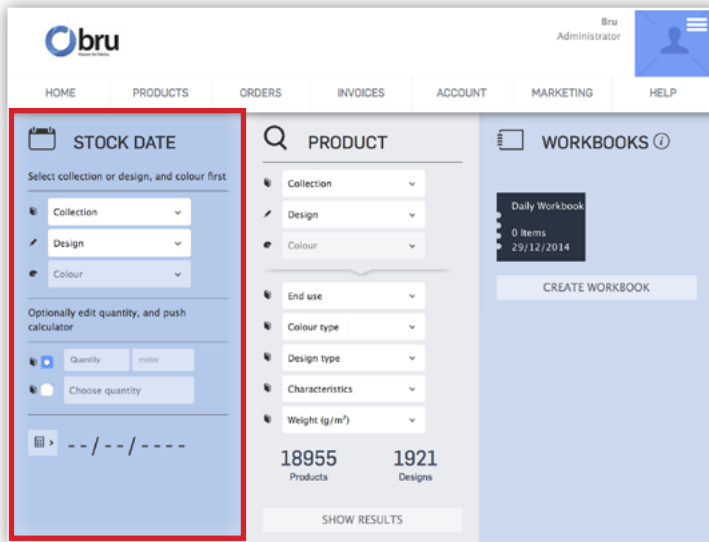 bru
Passion for Fabrics
Bru
Administrator
HOME PRODUCTS ORDERS INVOICES ACCOUNT MARKETING HELP
STOCK DATE
Select collection or design, and colour first
Collection
Design
Colour
Optionally edit quantity, and push
calculator
Quantity meter
Choose quantity
--/--/----
PRODUCT
Collection
Design
Colour
End use
Colour type
Design type
Characteristics
Weight (g/m²)
18955 1921
Products Designs
SHOW RESULTS
WORKBOOKS i
Daily Workbook
0 Items
29/12/2014
CREATE WORKBOOK